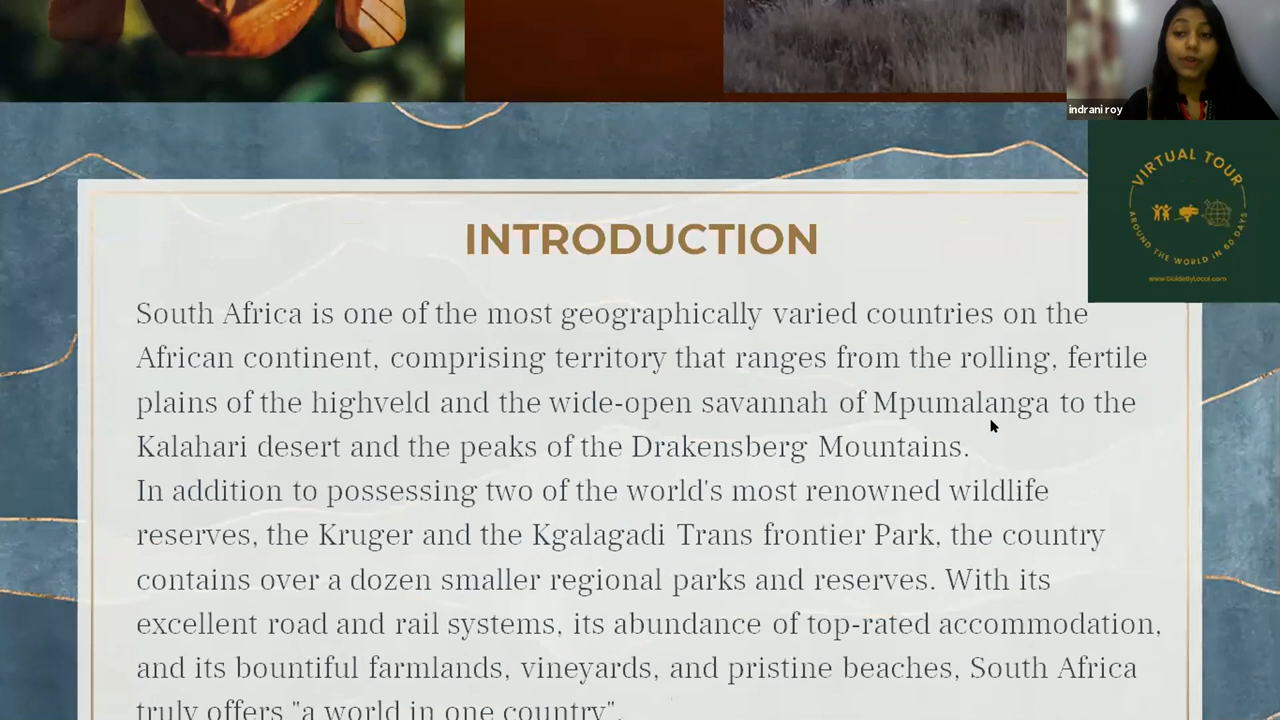 indrani roy
VIRTUAL TOUR
AROUND THE WORLD IN 60 DAYS
www.GuideByLocal.com
INTRODUCTION
South Africa is one of the most geographically varied countries on the
African continent, comprising territory that ranges from the rolling, fertile
plains of the highveld and the wide-open savannah of Mpumalanga to the
Kalahari desert and the peaks of the Drakensberg Mountains.
In addition to possessing two of the world's most renowned wildlife
reserves, the Kruger and the Kgalagadi Trans frontier Park, the country
contains over a dozen smaller regional parks and reserves. With its
excellent road and rail systems, its abundance of top-rated accommodation,
and its bountiful farmlands, vineyards, and pristine beaches, South Africa
truly offers "a world in one country".